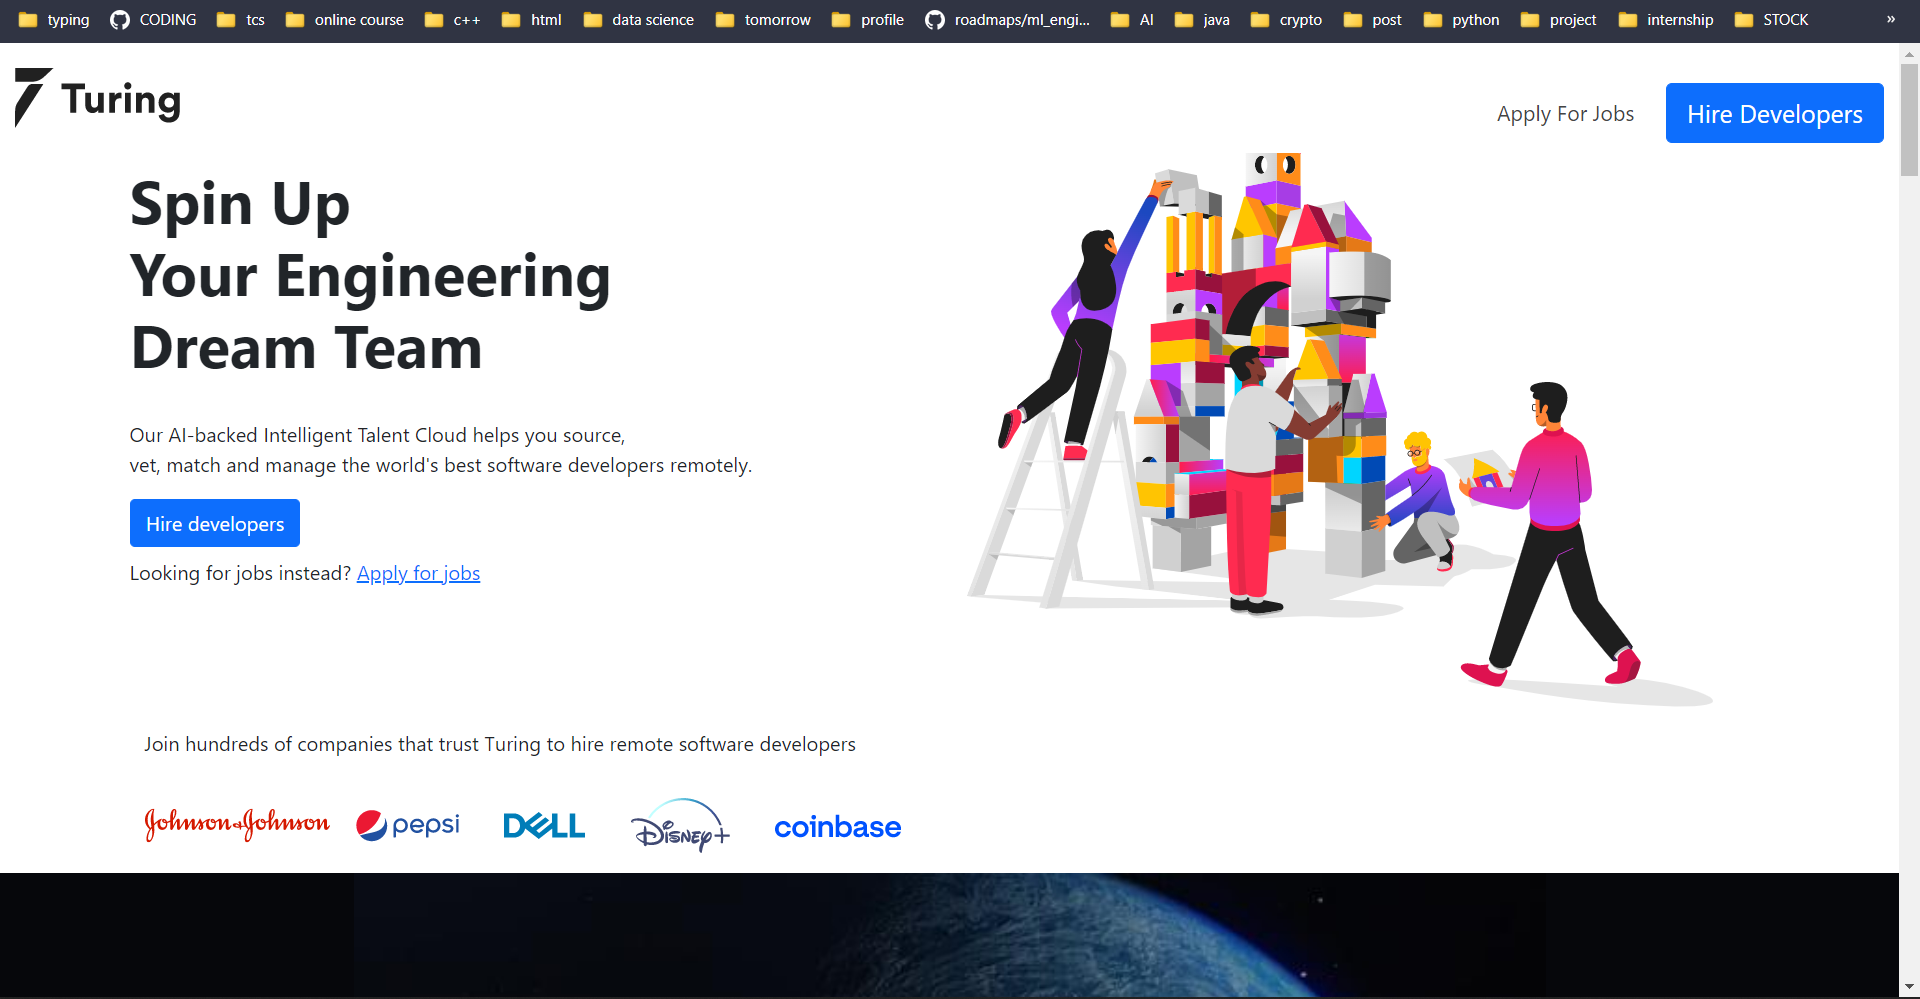 typing CODING tcs online course c++ html data science tomorrow profile roadmaps/ml_engi... AI java crypto post python project internship STOCK »
Turing
Apply For Jobs Hire Developers
Spin Up
Your Engineering
Dream Team
Our AI-backed Intelligent Talent Cloud helps you source,
vet, match and manage the world's best software developers remotely.
Hire developers
Looking for jobs instead? Apply for jobs
Join hundreds of companies that trust Turing to hire remote software developers
Johnson & Johnson pepsi DELL Disney+ coinbase